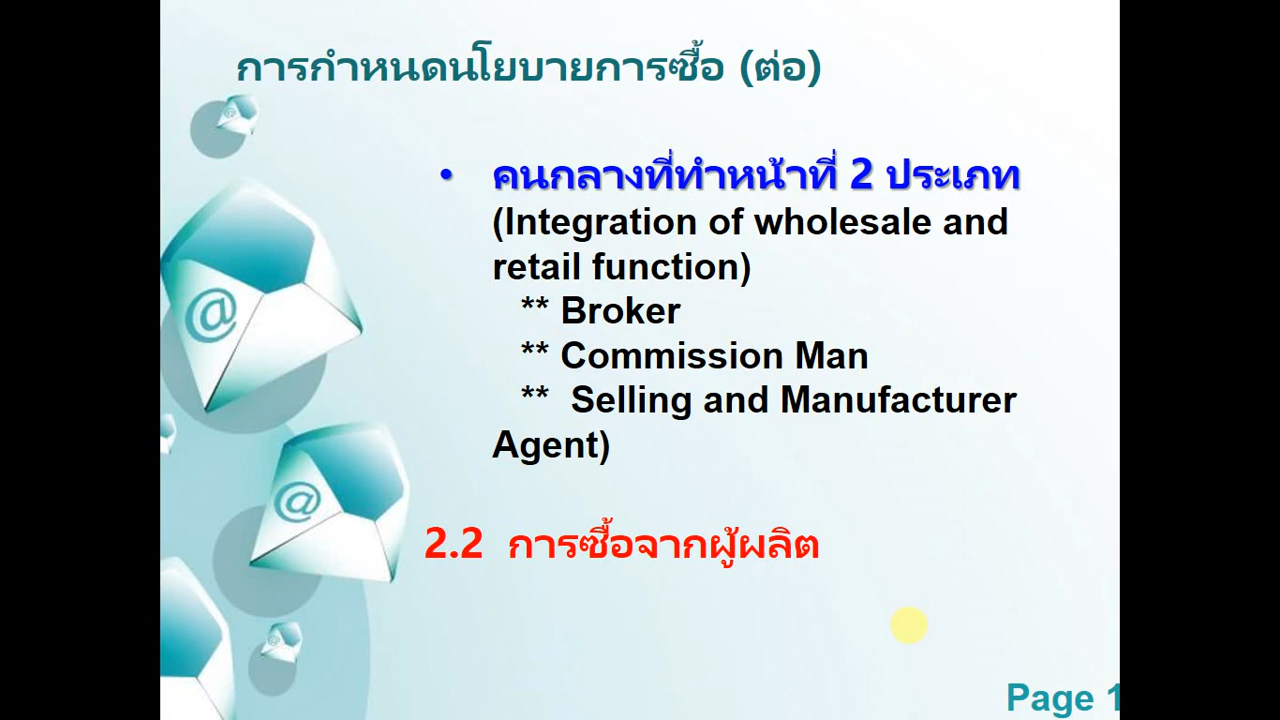 การกำหนดนโยบายการซื้อ (ต่อ)
• คนกลางที่ทำหน้าที่ 2 ประเภท
(Integration of wholesale and
retail function)
** Broker
** Commission Man
** Selling and Manufacturer
Agent)
2.2 การซื้อจากผู้ผลิต
@
@
@
@
Page 1